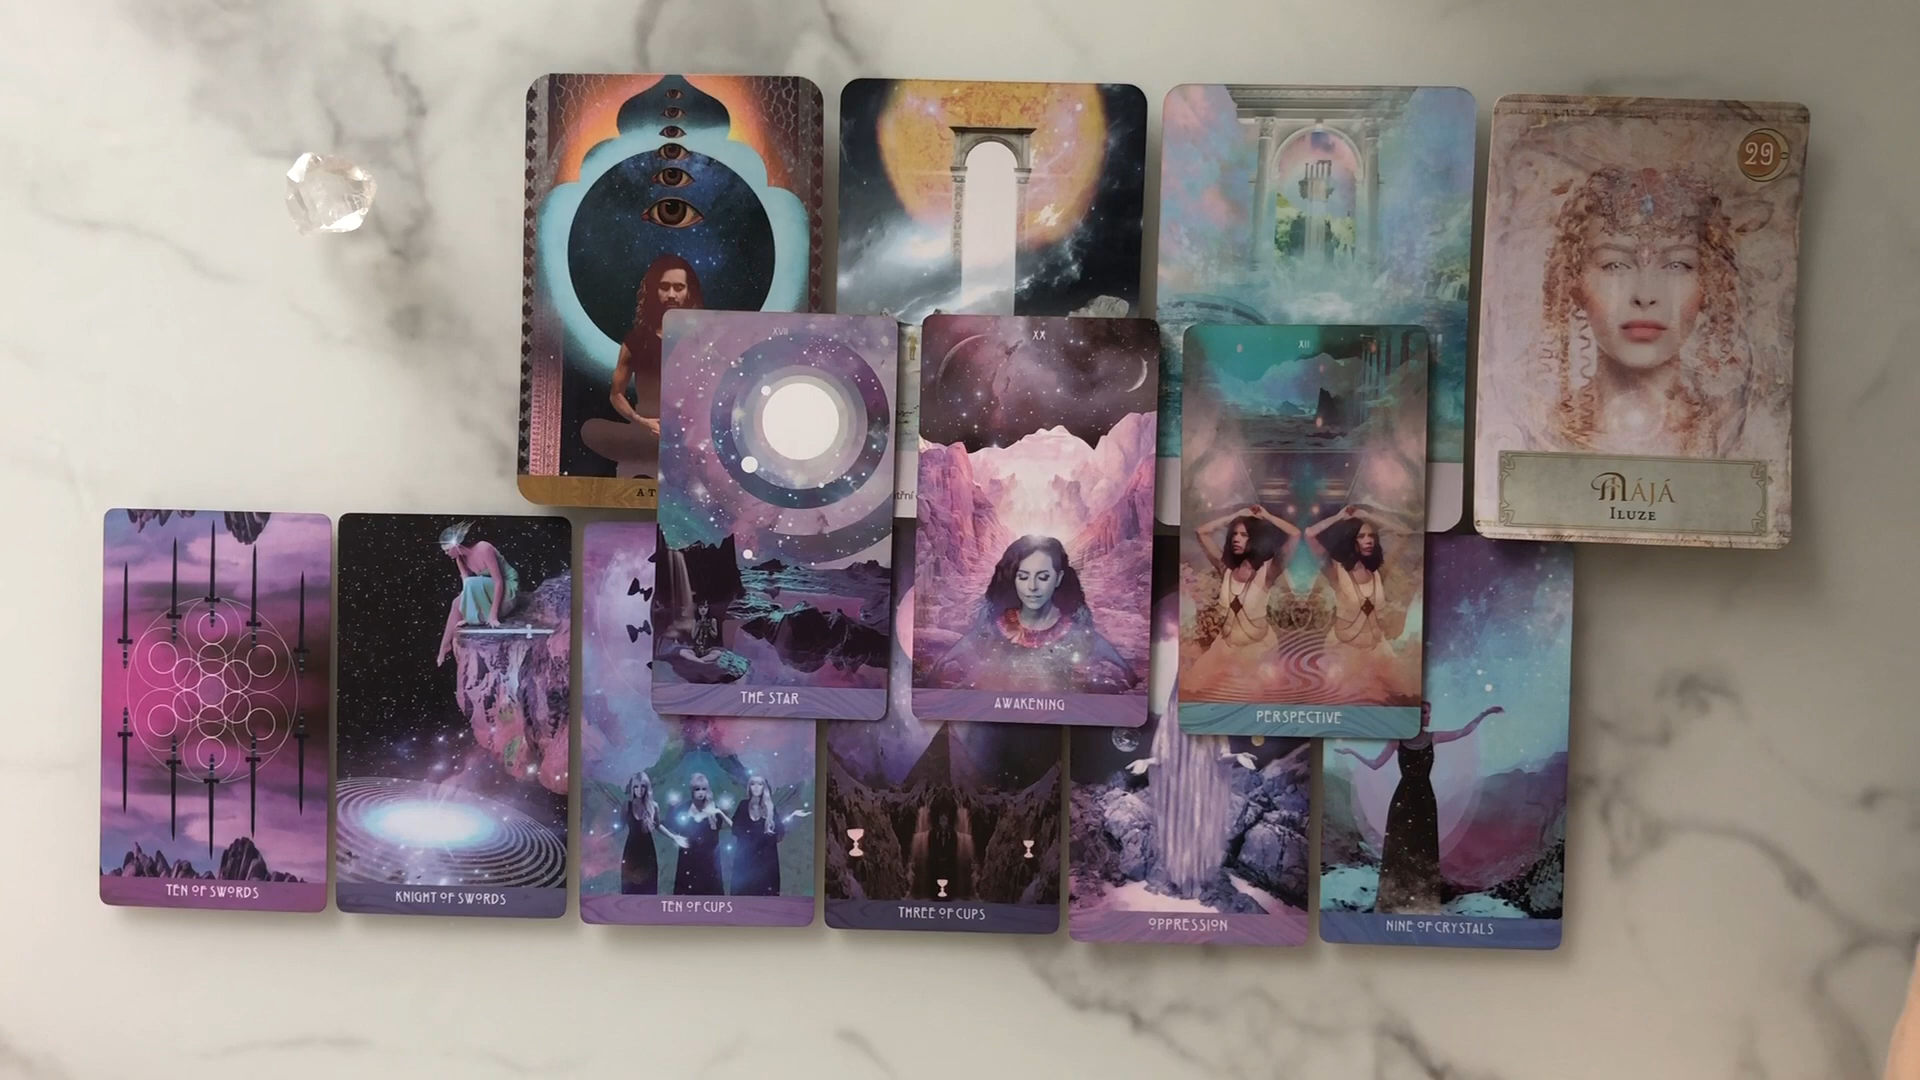 29
MÁJÁ
ILUZE
XVII
XX
XII
THE STAR
AWAKENING
PERSPECTIVE
TEN OF SWORDS
KNIGHT OF SWORDS
TEN OF CUPS
THREE OF CUPS
OPPRESSION
NINE OF CRYSTALS